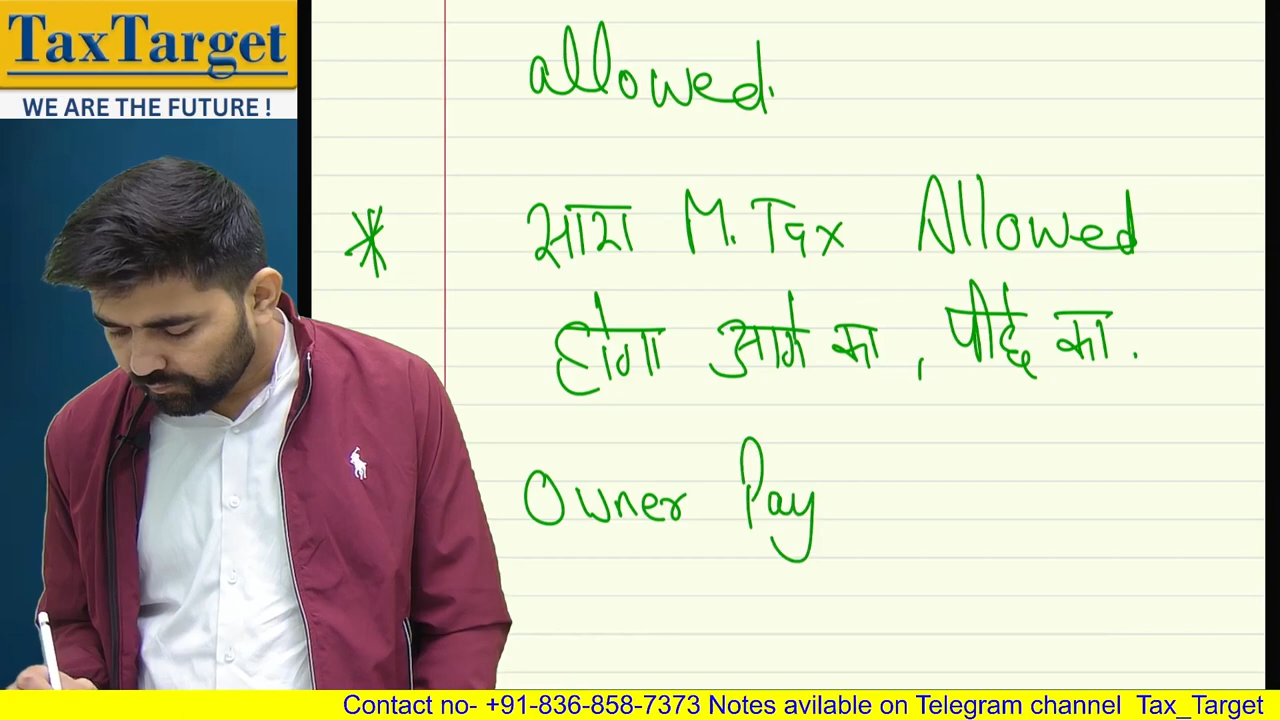 TaxTarget
WE ARE THE FUTURE !
allowed.
* सारा M. Tax Allowed
होगा आगे का , पीछे का .
Owner Pay
Contact no- +91-836-858-7373 Notes avilable on Telegram channel Tax_Target